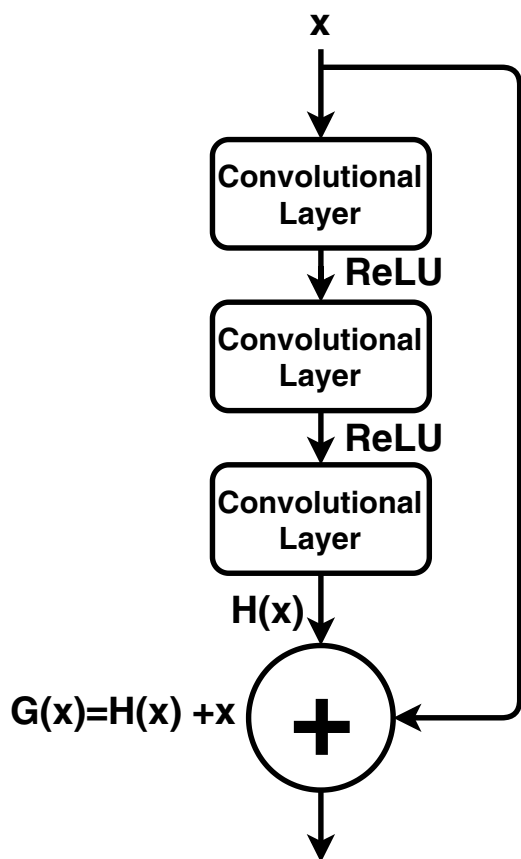 x
Convolutional
Layer
ReLU
Convolutional
Layer
ReLU
Convolutional
Layer
H(x)
G(x)=H(x) +x
+